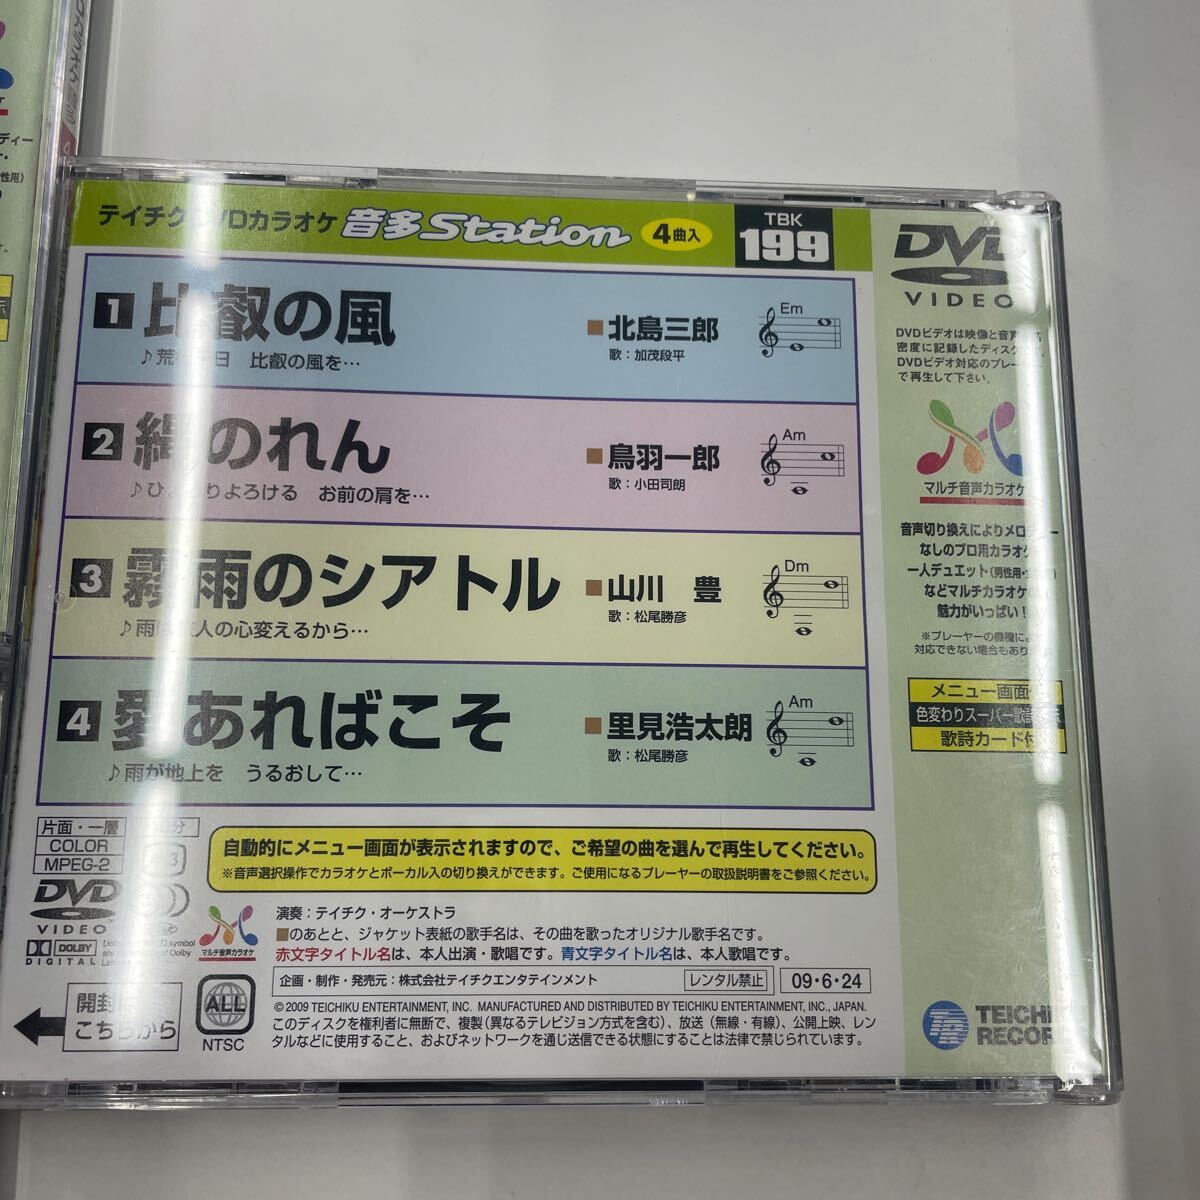 テイチク DVDカラオケ 音多Station 4曲入
TBK
199
1 比叡の風
♪荒 日 比叡の風を…
■北島三郎
歌：加茂段平
Em
2 縄のれん
♪ひ りよろける お前の肩を…
■鳥羽一郎
歌：小田司朗
Am
3 霧雨のシアトル
♪雨は 人の心変えるから…
■山川 豊
歌：松尾勝彦
Dm
4 愛あればこそ
♪雨が地上を うるおして…
■里見浩太朗
歌：松尾勝彦
Am
DVD
VIDEO
DVDビデオは映像と音声 高
密度に記録したディスク
DVDビデオ対応のプレーヤー
で再生して下さい。
マルチ音声カラオケ
音声切り換えによりメロディー
なしのプロ用カラオケ
一人デュエット(男性用・
などマルチカラオケの
魅力がいっぱい！
※プレーヤーの機種によ
対応できない場合もあり
メニュー画面
色変わりスーパー歌詩表示
歌詩カード付
片面・一層
COLOR
MPEG-2
DVD
VIDEO
DOLBY
DIGITAL
マルチ音声カラオケ
自動的にメニュー画面が表示されますので、ご希望の曲を選んで再生してください。
※音声選択操作でカラオケとボーカル入の切り換えができます。ご使用になるプレーヤーの取扱説明書をご参照ください。
演奏：テイチク・オーケストラ
■のあとと、ジャケット表紙の歌手名は、その曲を歌ったオリジナル歌手名です。
赤文字タイトル名は、本人出演・歌唱です。青文字タイトル名は、本人歌唱です。
企画・制作・発売元：株式会社テイチクエンタテインメント
レンタル禁止
09・6・24
©2009 TEICHIKU ENTERTAINMENT, INC. MANUFACTURED AND DISTRIBUTED BY TEICHIKU ENTERTAINMENT, INC., JAPAN.
このディスクを権利者に無断で、複製（異なるテレビジョン方式を含む）、放送（無線・有線）、公開上映、レン
タルなどに使用すること、およびネットワークを通じ送信できる状態にすることは法律で禁じられています。
開封
こちらから
ALL
NTSC
TEICHIKU
RECORDS